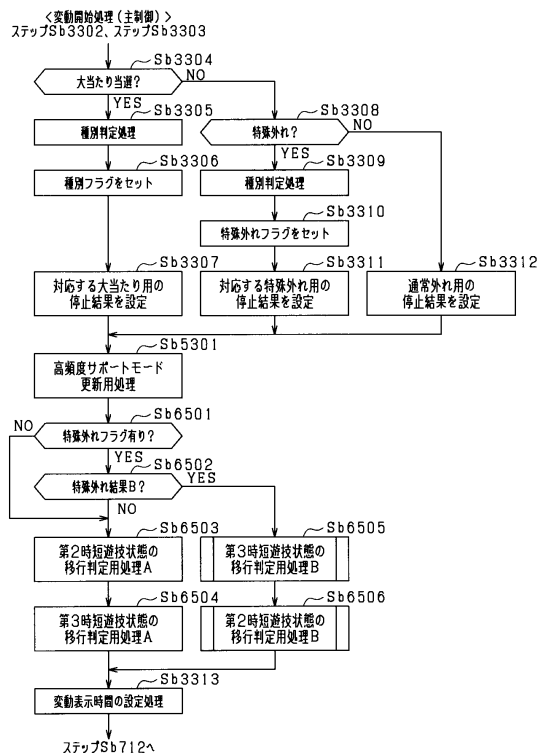 <変動開始処理(主制御)>
ステップSb3302、ステップSb3303
Sb3304
大当たり当選?
NO
YES
Sb3305
種別判定処理
Sb3306
種別フラグをセット
Sb3307
対応する大当たり用の
停止結果を設定
Sb3308
特殊外れ?
NO
YES
Sb3309
種別判定処理
Sb3310
特殊外れフラグをセット
Sb3311
対応する特殊外れ用の
停止結果を設定
Sb3312
通常外れ用の
停止結果を設定
Sb5301
高頻度サポートモード
更新用処理
Sb6501
特殊外れフラグ有り?
NO
YES
Sb6502
特殊外れ結果B?
YES
NO
Sb6503
第2時短遊技状態の
移行判定用処理A
Sb6504
第3時短遊技状態の
移行判定用処理A
Sb6505
第3時短遊技状態の
移行判定用処理B
Sb6506
第2時短遊技状態の
移行判定用処理B
Sb3313
変動表示時間の設定処理
ステップSb712へ